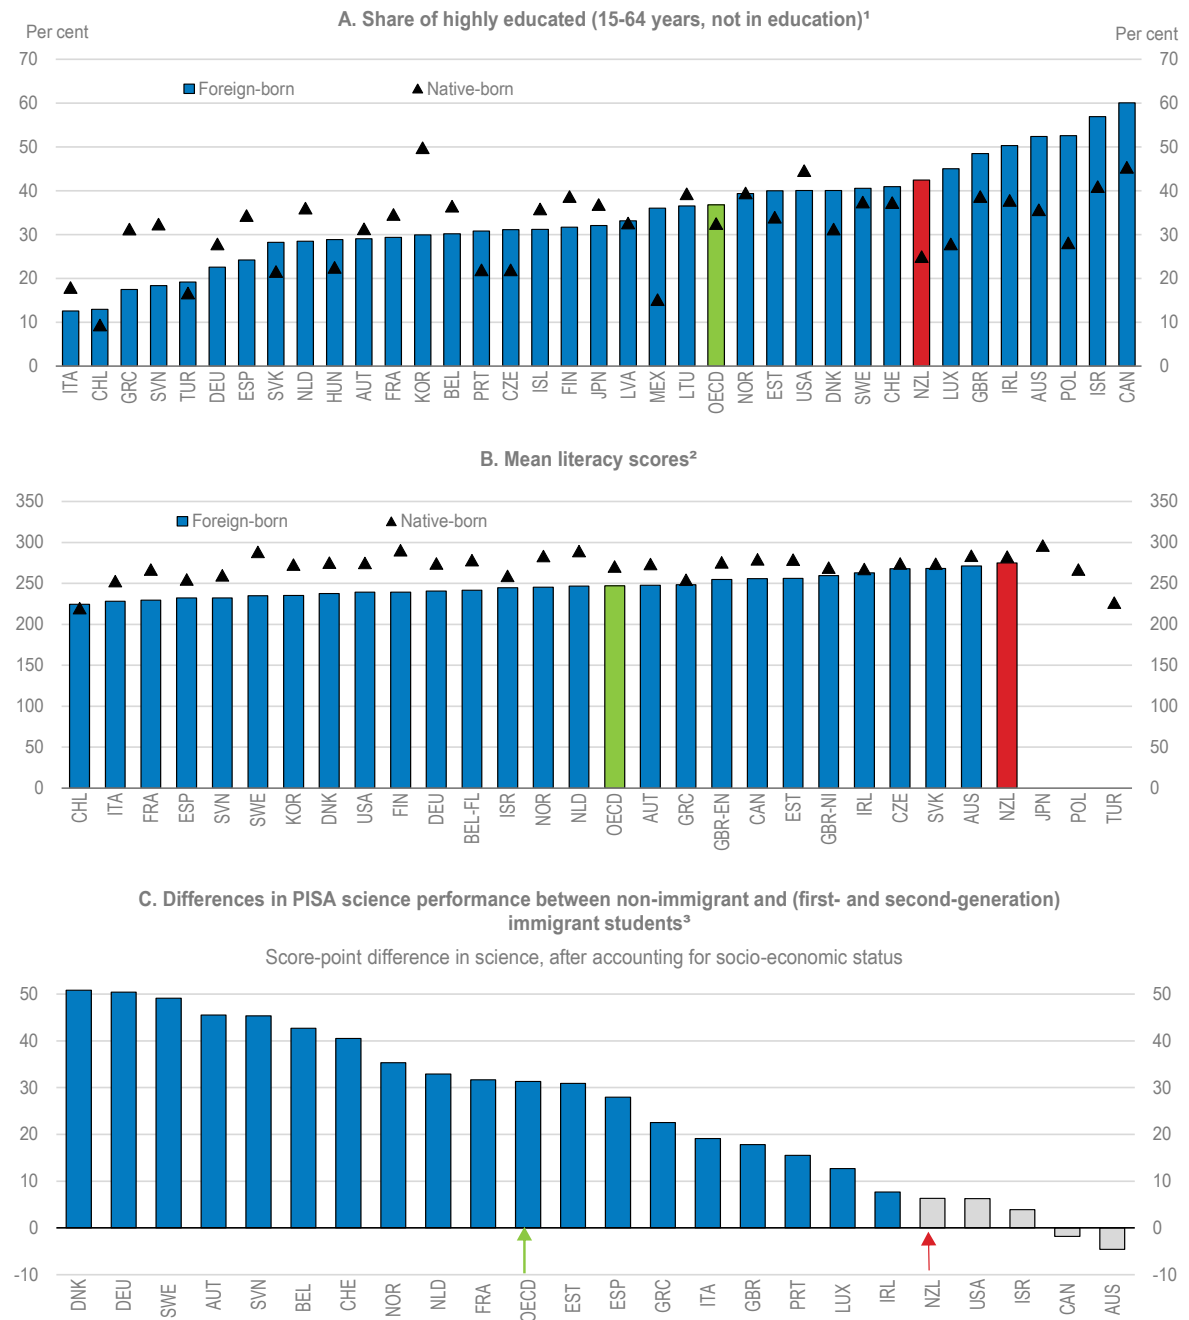 A. Share of highly educated (15-64 years, not in education)¹
Per cent Per cent
70 70
Foreign-born Native-born
60 60
50 50
40 40
30 30
20 20
10 10
0 0
ITA CHL GRC SVN TUR DEU ESP SVK NLD HUN AUT FRA KOR BEL PRT CZE ISL FIN JPN LVA MEX LTU OECD NOR EST USA DNK SWE CHE NZL LUX GBR IRL AUS POL ISR CAN
B. Mean literacy scores²
350 350
Foreign-born Native-born
300 300
250 250
200 200
150 150
100 100
50 50
0 0
CHL ITA FRA ESP SVN SWE KOR DNK USA FIN DEU BEL-FL ISR NOR NLD OECD AUT GRC GBR-EN CAN EST GBR-NI IRL CZE SVK AUS NZL JPN POL TUR
C. Differences in PISA science performance between non-immigrant and (first- and second-generation)
immigrant students³
Score-point difference in science, after accounting for socio-economic status
50 50
40 40
30 30
20 20
10 10
0 0
-10 -10
DNK DEU SWE AUT SVN BEL CHE NOR NLD FRA OECD EST ESP GRC ITA GBR PRT LUX IRL NZL USA ISR CAN AUS